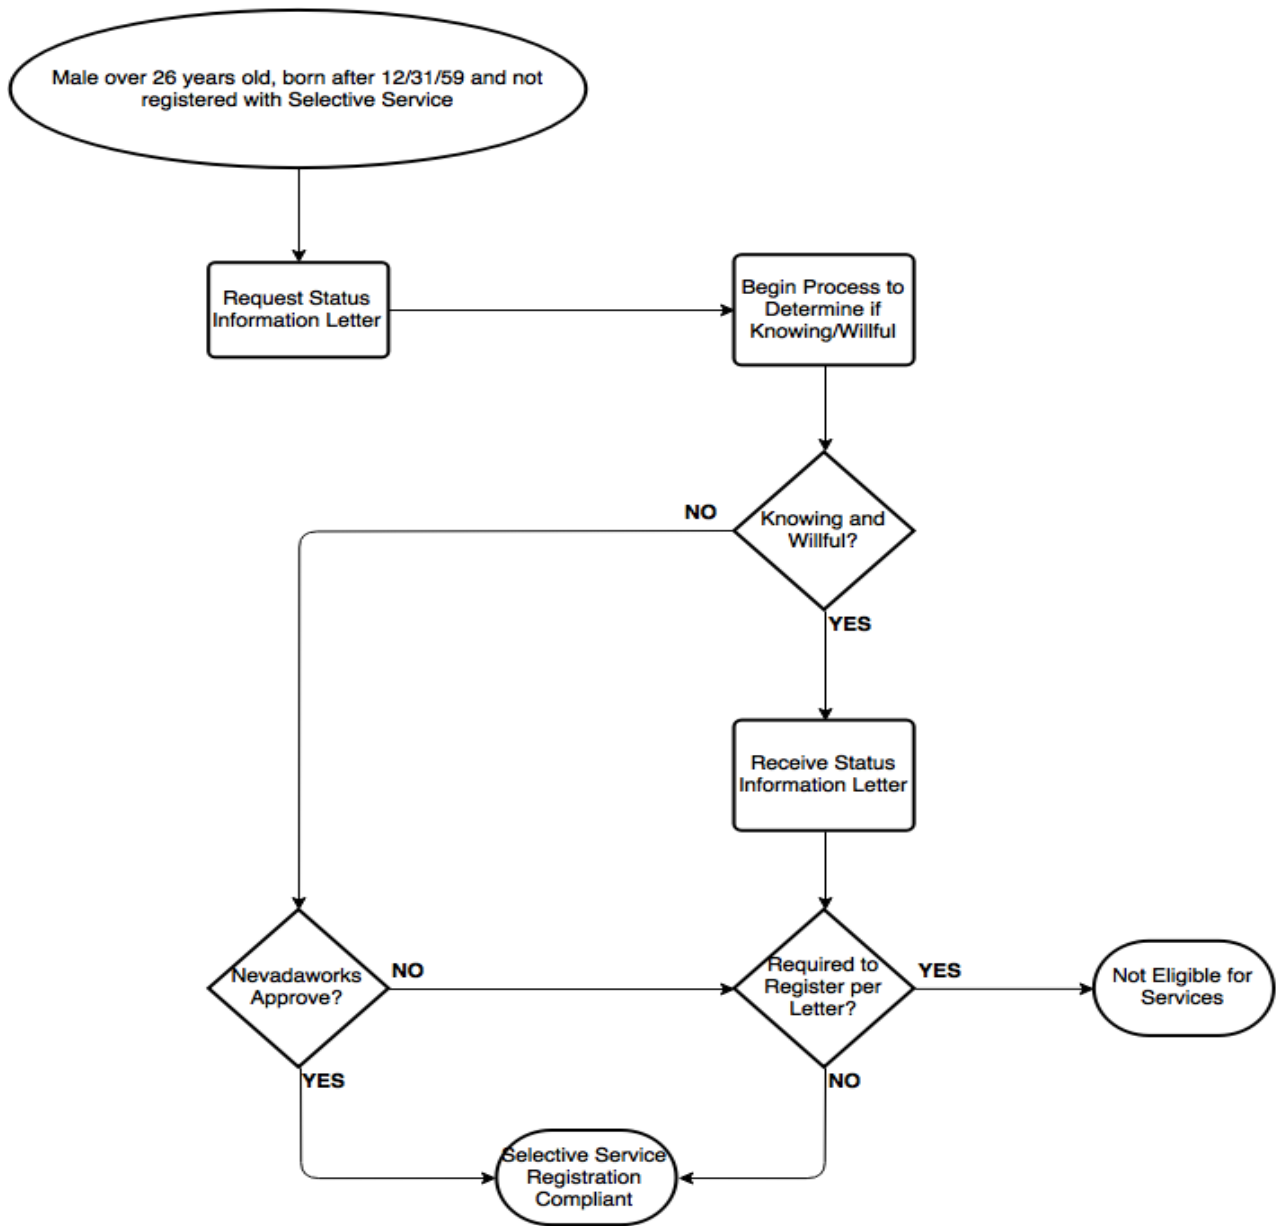 Male over 26 years old, born after 12/31/59 and not
registered with Selective Service
Request Status
Information Letter
Begin Process to
Determine if
Knowing/Willful
Knowing and
Willful?
NO
YES
Receive Status
Information Letter
Nevadaworks
Approve?
NO
YES
Required to
Register per
Letter?
YES
NO
Not Eligible for
Services
Selective Service
Registration
Compliant